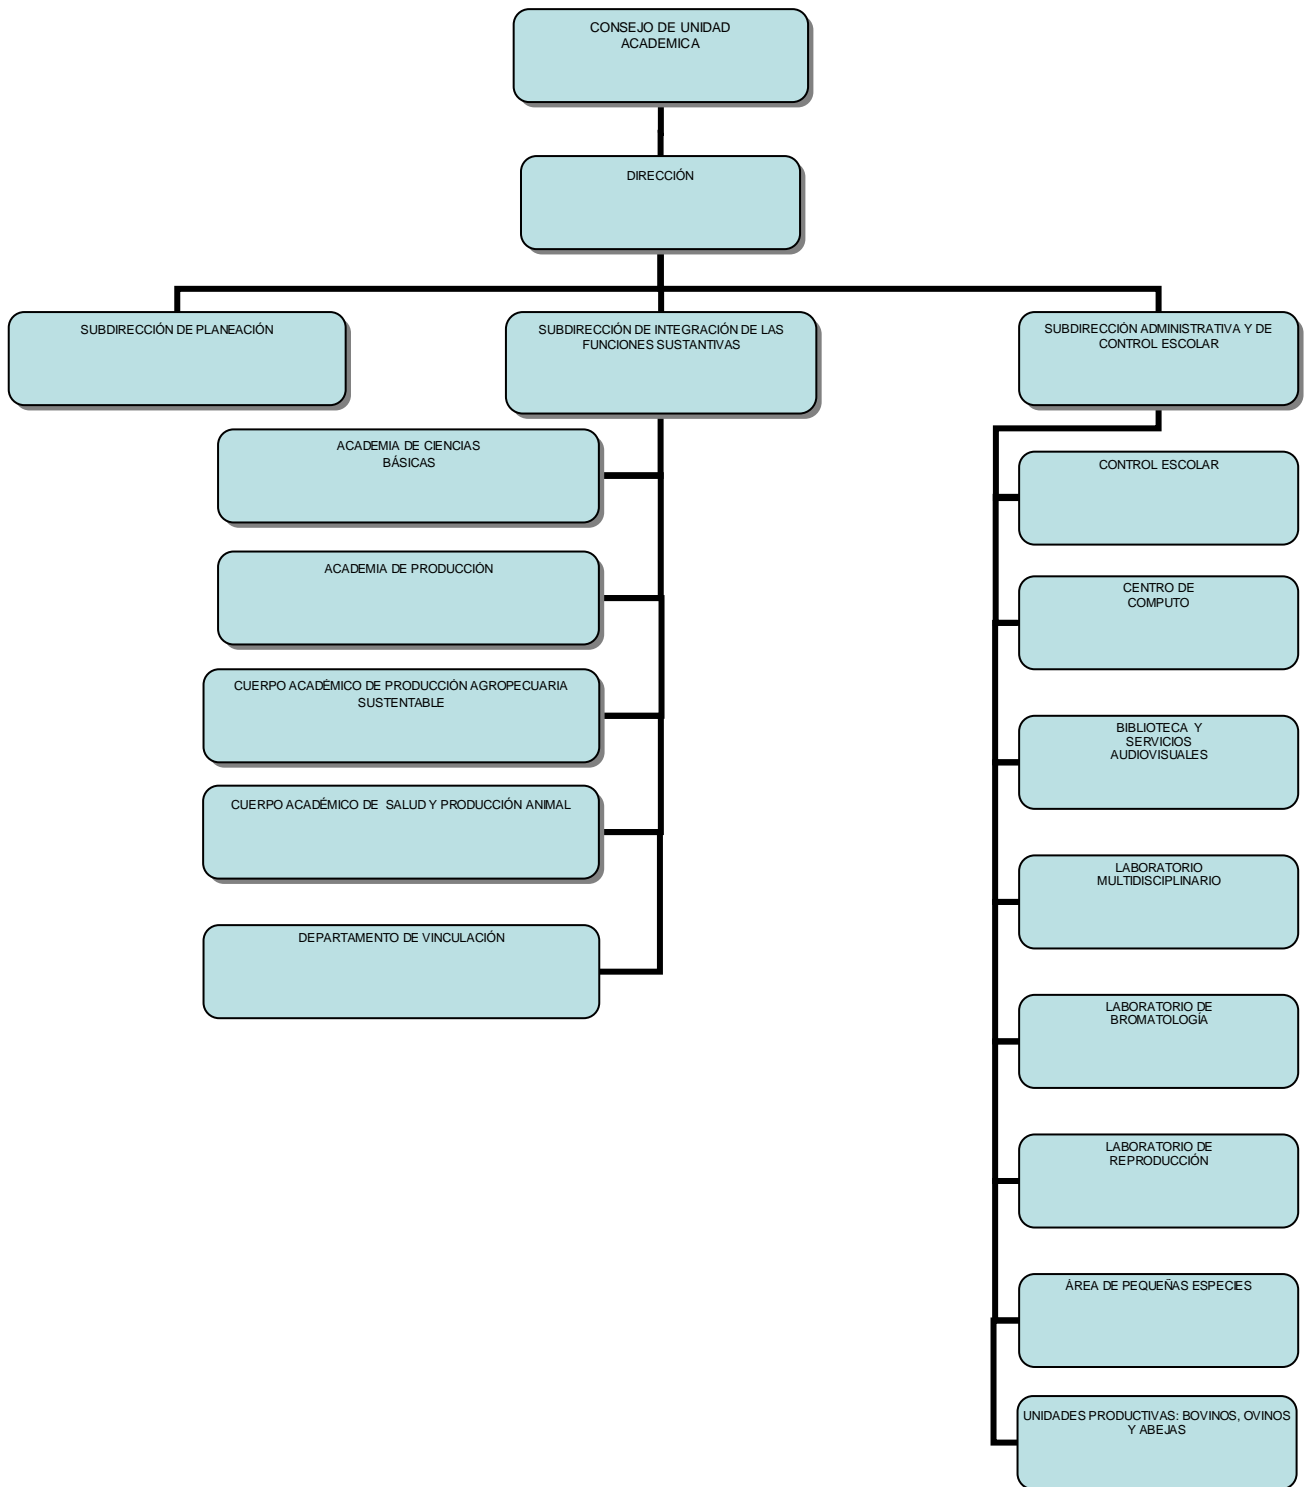 CONSEJO DE UNIDAD
ACADEMICA
DIRECCIÓN
SUBDIRECCIÓN DE PLANEACIÓN
SUBDIRECCIÓN DE INTEGRACIÓN DE LAS
FUNCIONES SUSTANTIVAS
SUBDIRECCIÓN ADMINISTRATIVA Y DE
CONTROL ESCOLAR
ACADEMIA DE CIENCIAS
BÁSICAS
ACADEMIA DE PRODUCCIÓN
CUERPO ACADÉMICO DE PRODUCCIÓN AGROPECUARIA
SUSTENTABLE
CUERPO ACADÉMICO DE SALUD Y PRODUCCIÓN ANIMAL
DEPARTAMENTO DE VINCULACIÓN
CONTROL ESCOLAR
CENTRO DE
COMPUTO
BIBLIOTECA Y
SERVICIOS
AUDIOVISUALES
LABORATORIO
MULTIDISCIPLINARIO
LABORATORIO DE
BROMATOLOGÍA
LABORATORIO DE
REPRODUCCIÓN
ÁREA DE PEQUEÑAS ESPECIES
UNIDADES PRODUCTIVAS: BOVINOS, OVINOS
Y ABEJAS